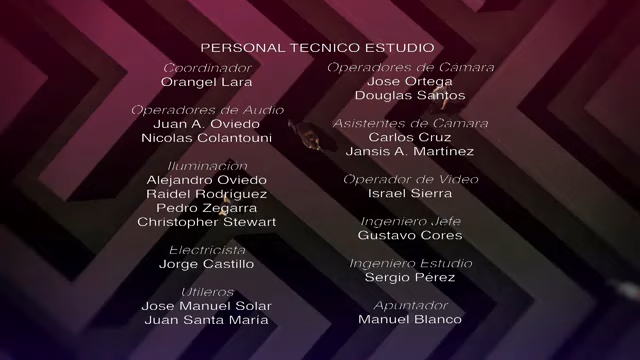 PERSONAL TECNICO ESTUDIO
Coordinador
Orangel Lara
Operadores de Audio
Juan A. Oviedo
Nicolas Colantouni
Iluminacion
Alejandro Oviedo
Raidel Rodriguez
Pedro Zegarra
Christopher Stewart
Electricista
Jorge Castillo
Utileros
Jose Manuel Solar
Juan Santa María
Operadores de Cámara
Jose Ortega
Douglas Santos
Asistentes de Cámara
Carlos Cruz
Jansis A. Martinez
Operador de Video
Israel Sierra
Ingeniero Jefe
Gustavo Cores
Ingeniero Estudio
Sergio Pérez
Apuntador
Manuel Blanco